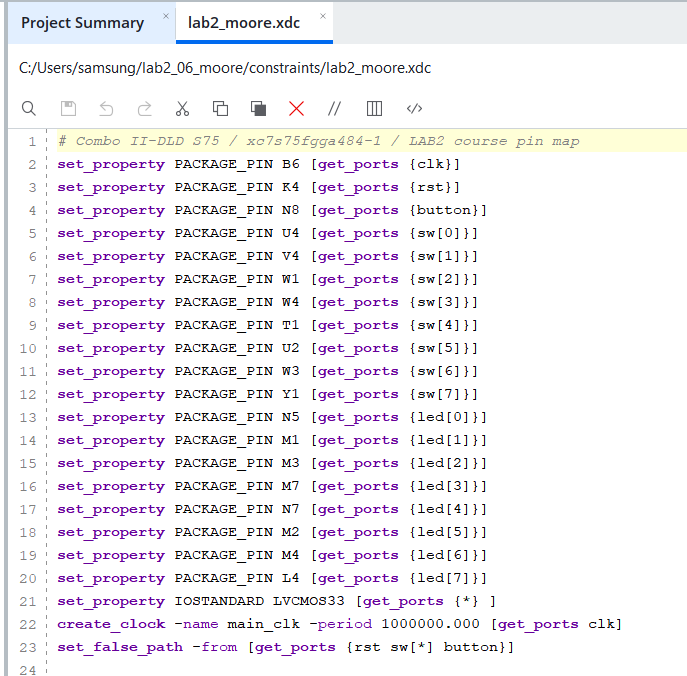 Project Summary × lab2_moore.xdc ×
C:/Users/samsung/lab2_06_moore/constraints/lab2_moore.xdc
1 # Combo II-DLD S75 / xc7s75fgga484-1 / LAB2 course pin map
2 set_property PACKAGE_PIN B6 [get_ports {clk}]
3 set_property PACKAGE_PIN K4 [get_ports {rst}]
4 set_property PACKAGE_PIN N8 [get_ports {button}]
5 set_property PACKAGE_PIN U4 [get_ports {sw[0]}]
6 set_property PACKAGE_PIN V4 [get_ports {sw[1]}]
7 set_property PACKAGE_PIN W1 [get_ports {sw[2]}]
8 set_property PACKAGE_PIN W4 [get_ports {sw[3]}]
9 set_property PACKAGE_PIN T1 [get_ports {sw[4]}]
10 set_property PACKAGE_PIN U2 [get_ports {sw[5]}]
11 set_property PACKAGE_PIN W3 [get_ports {sw[6]}]
12 set_property PACKAGE_PIN Y1 [get_ports {sw[7]}]
13 set_property PACKAGE_PIN N5 [get_ports {led[0]}]
14 set_property PACKAGE_PIN M1 [get_ports {led[1]}]
15 set_property PACKAGE_PIN M3 [get_ports {led[2]}]
16 set_property PACKAGE_PIN M7 [get_ports {led[3]}]
17 set_property PACKAGE_PIN N7 [get_ports {led[4]}]
18 set_property PACKAGE_PIN M2 [get_ports {led[5]}]
19 set_property PACKAGE_PIN M4 [get_ports {led[6]}]
20 set_property PACKAGE_PIN L4 [get_ports {led[7]}]
21 set_property IOSTANDARD LVCMOS33 [get_ports {*} ]
22 create_clock -name main_clk -period 1000000.000 [get_ports clk]
23 set_false_path -from [get_ports {rst sw[*] button}]
24